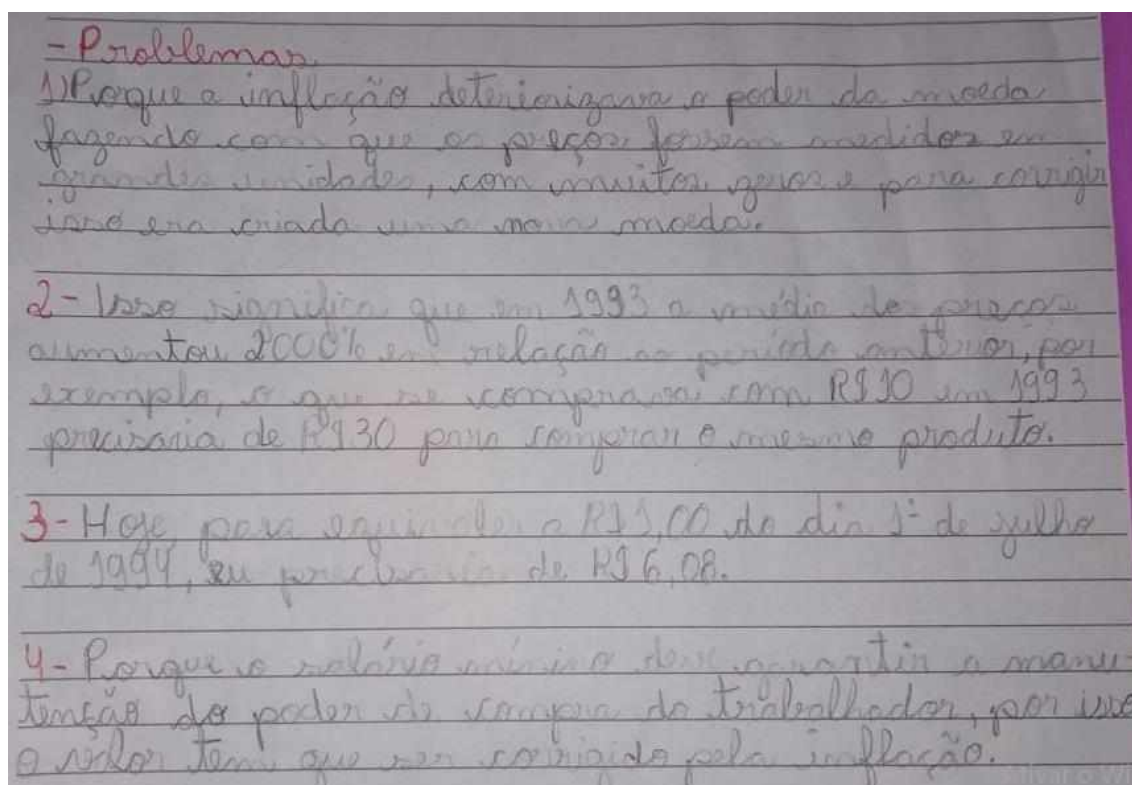 - Problemas
1) Porque a inflação deteriorizava o poder da moeda
fazendo com que os preços fossem medidos em
grandes unidades, com muitos zeros e para corrigir
isso era criada uma nova moeda.
2- Isso significa que em 1993 a média de preços
aumentou 2000% em relação ao período anterior, por
exemplo, o que se comprava com R$10 em 1993
precisaria de R$30 para comprar o mesmo produto.
3- Hoje, para equivaler a R$1,00 do dia 1º de julho
de 1994, eu precisaria de R$6,08.
4- Porque o salário mínimo deve garantir a manu-
tenção do poder de compra do trabalhador, por isso
o valor tem que ser corrigido pela inflação.